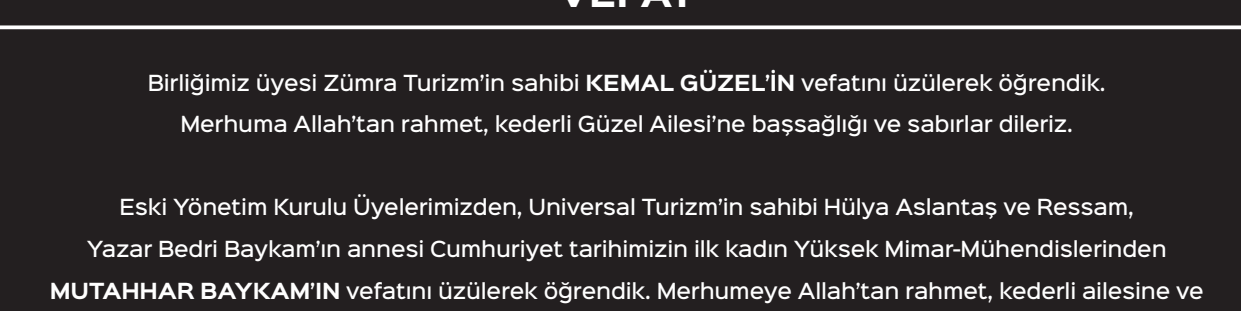 VEFAT
Birliğimiz üyesi Zümra Turizm’in sahibi KEMAL GÜZEL’İN vefatını üzülerek öğrendik.
Merhuma Allah’tan rahmet, kederli Güzel Ailesi’ne başsağlığı ve sabırlar dileriz.
Eski Yönetim Kurulu Üyelerimizden, Universal Turizm’in sahibi Hülya Aslantaş ve Ressam,
Yazar Bedri Baykam’ın annesi Cumhuriyet tarihimizin ilk kadın Yüksek Mimar-Mühendislerinden
MUTAHHAR BAYKAM’IN vefatını üzülerek öğrendik. Merhumeye Allah’tan rahmet, kederli ailesine ve